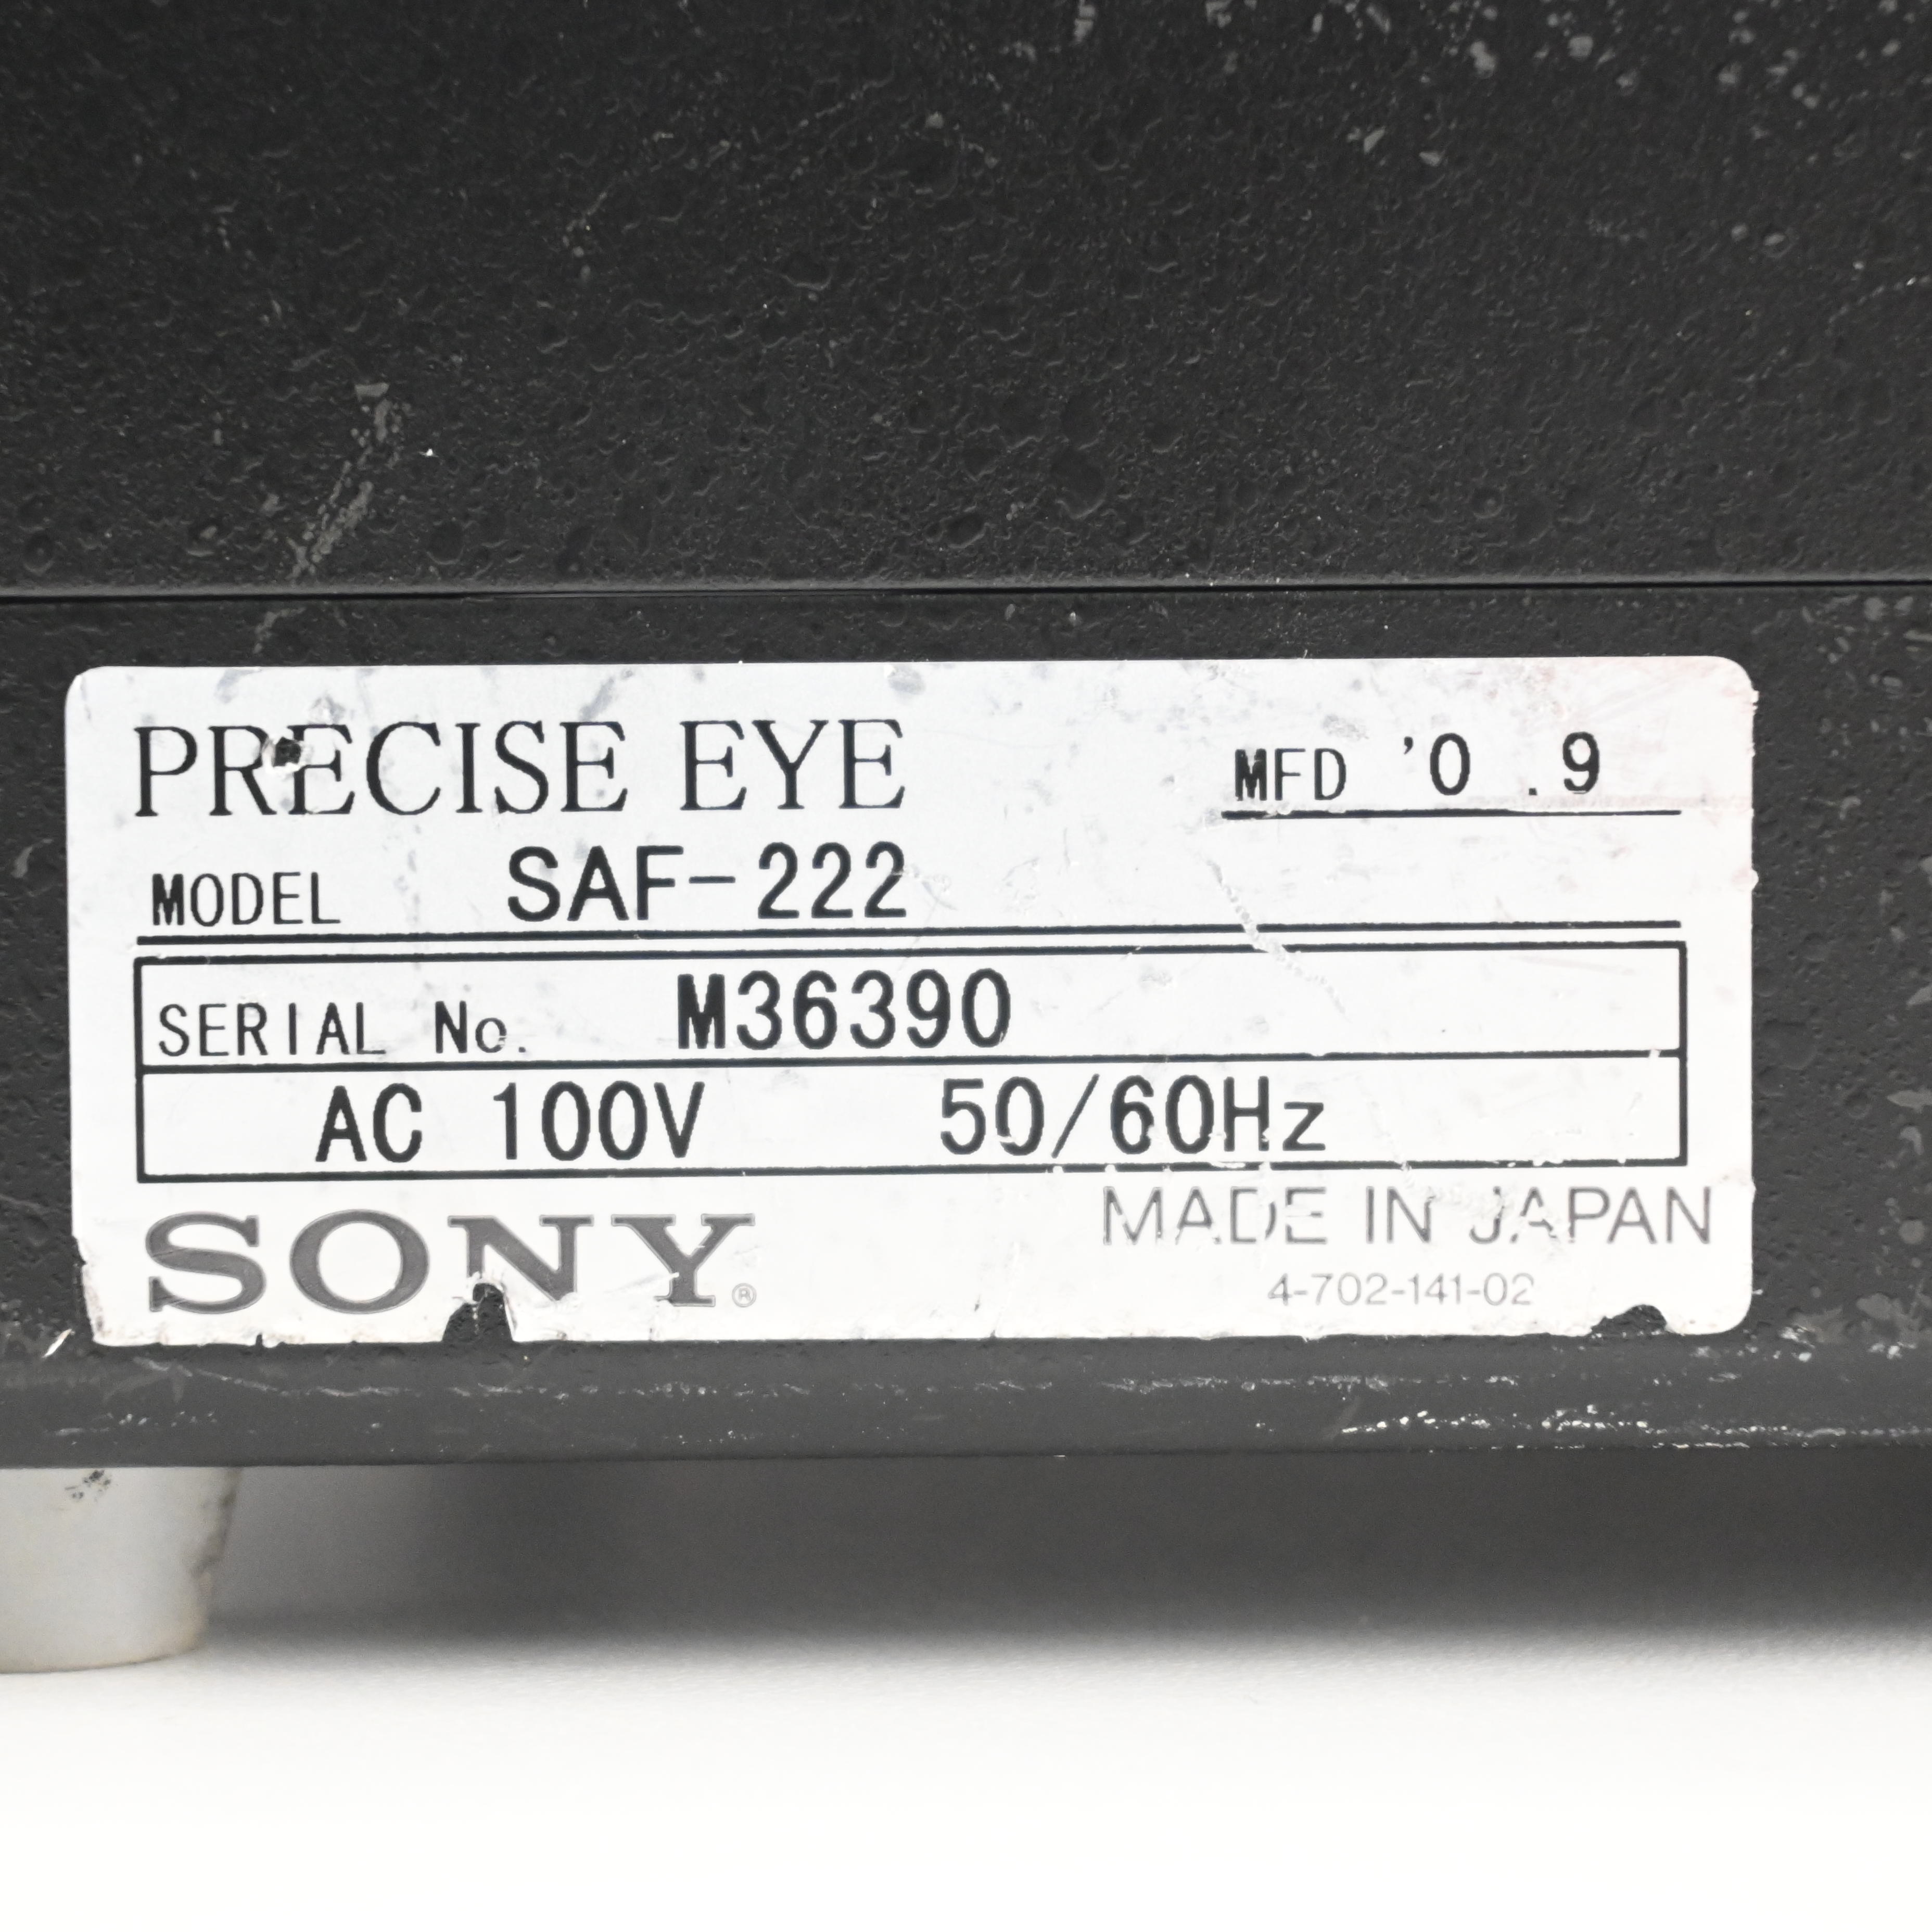 PRECISE EYE
MFD '0 .9
MODEL SAF-222
SERIAL No. M36390
AC 100V 50/60Hz
SONY®
MADE IN JAPAN
4-702-141-02